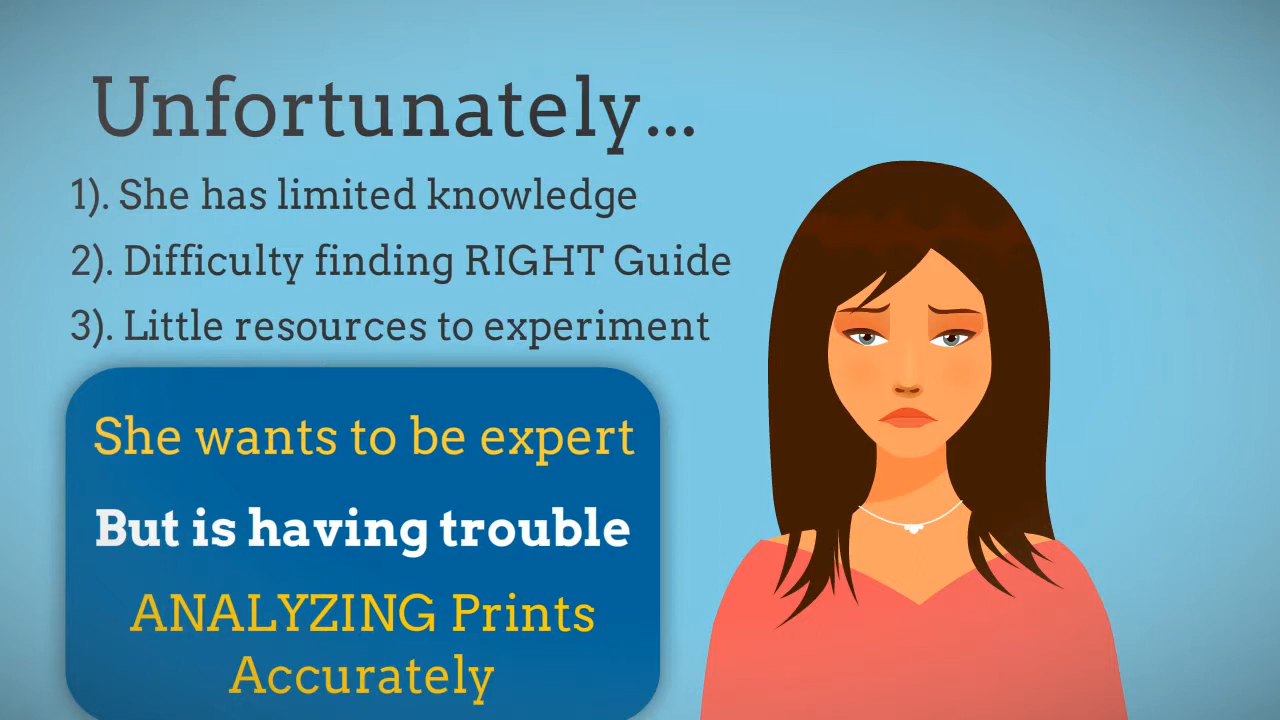 Unfortunately...
1). She has limited knowledge
2). Difficulty finding RIGHT Guide
3). Little resources to experiment
She wants to be expert
But is having trouble
ANALYZING Prints
Accurately